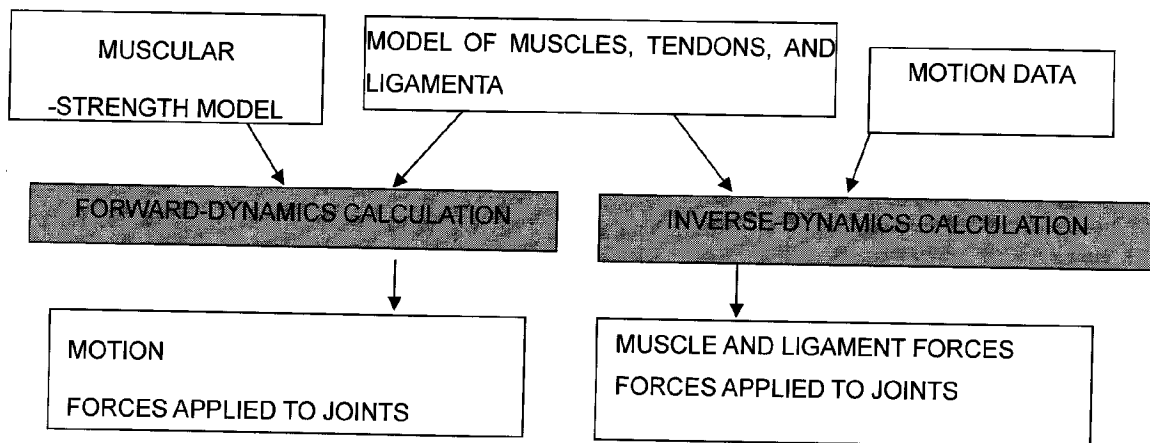 MUSCULAR
-STRENGTH MODEL
MODEL OF MUSCLES, TENDONS, AND
LIGAMENTA
MOTION DATA
FORWARD-DYNAMICS CALCULATION
INVERSE-DYNAMICS CALCULATION
MOTION
FORCES APPLIED TO JOINTS
MUSCLE AND LIGAMENT FORCES
FORCES APPLIED TO JOINTS